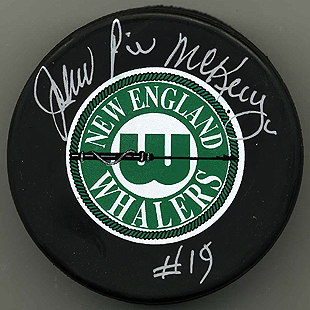 John "Pie" McKenzie
NEW ENGLAND
W
WHALERS
#19